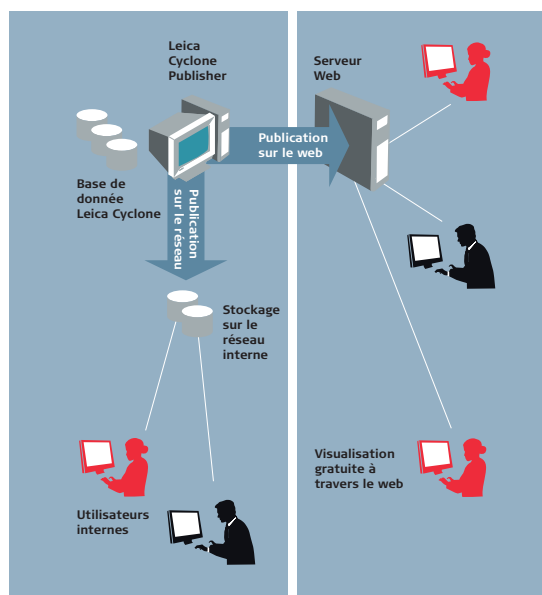 Leica
Cyclone
Publisher
Serveur
Web
Publication
sur le web
Base de
donnée
Leica Cyclone
Publication
sur le réseau
Stockage
sur le
réseau
interne
Visualisation
gratuite à
travers le web
Utilisateurs
internes